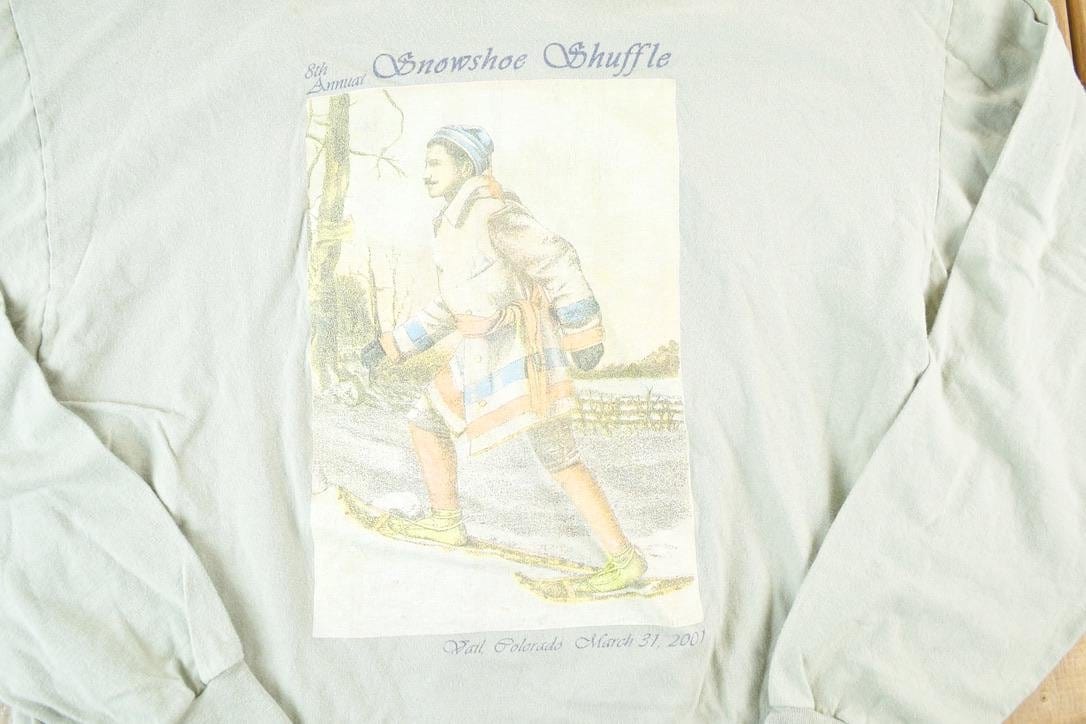 8th Annual Snowshoe Shuffle
Vail, Colorado March 31, 2001